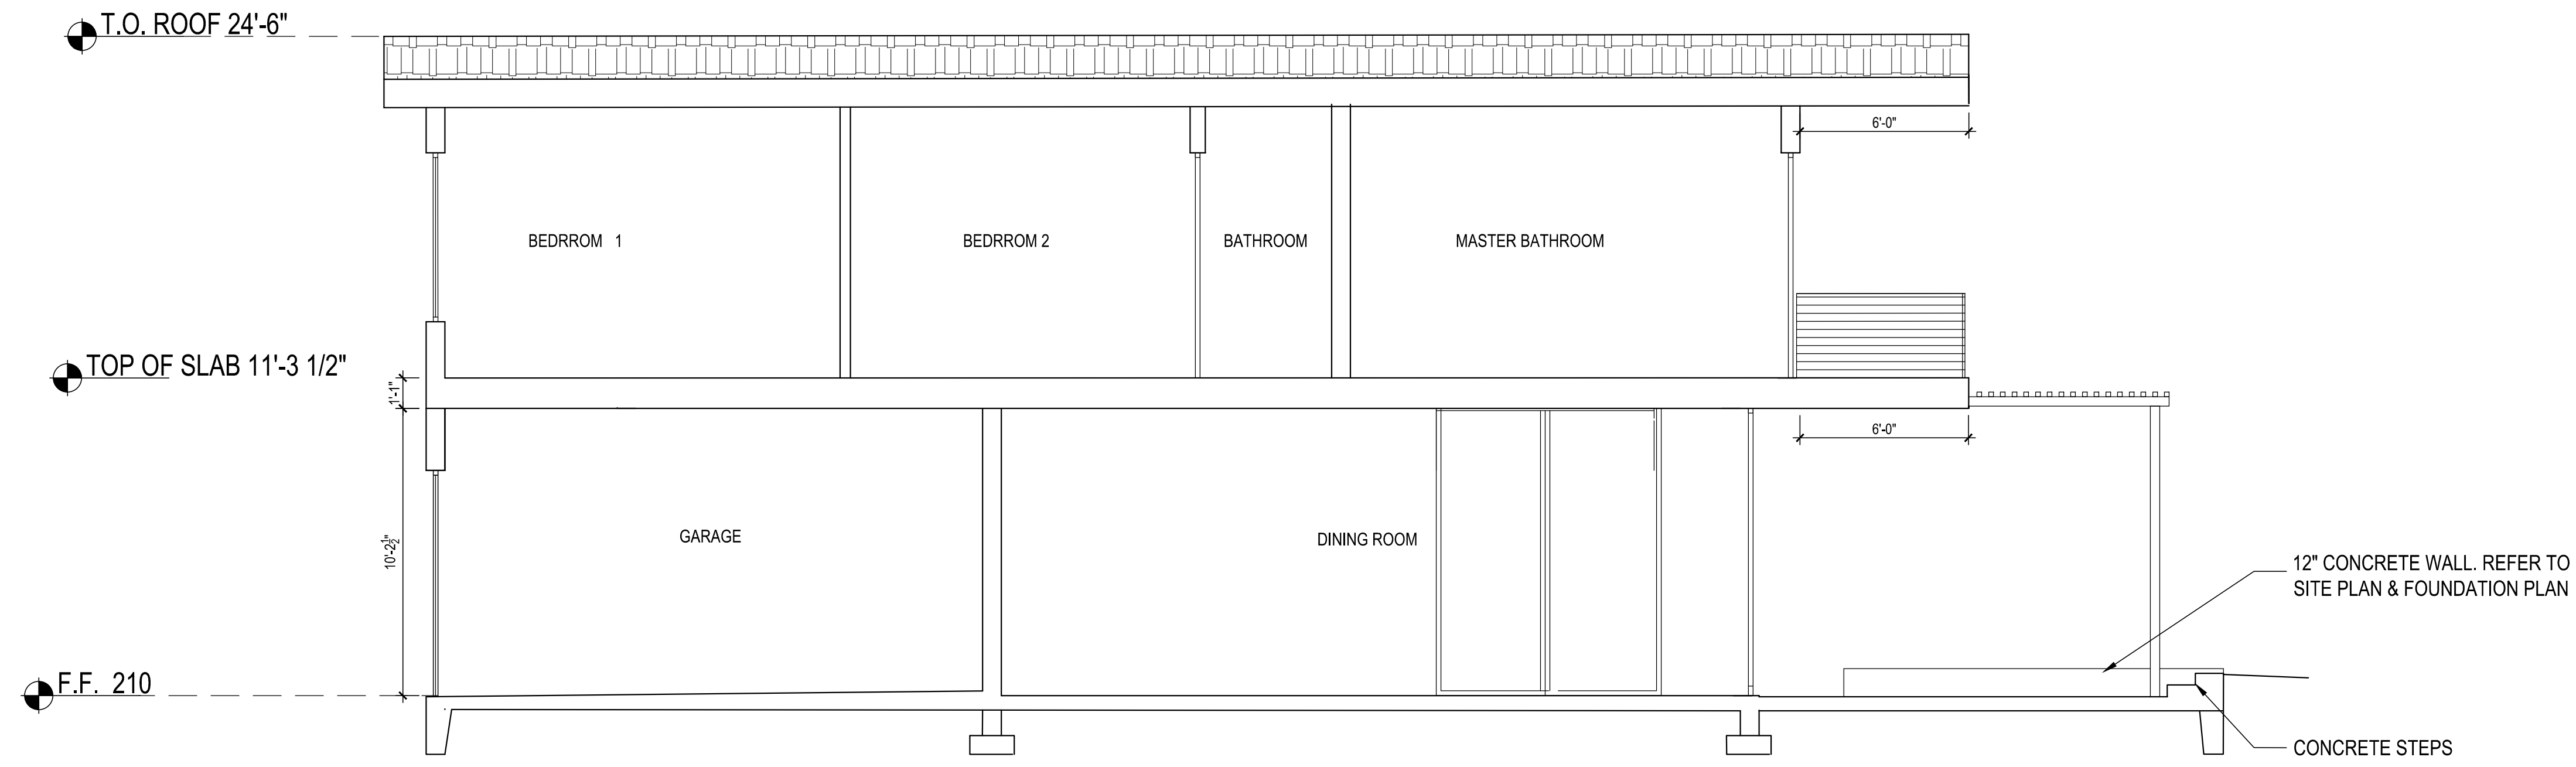 T.O. ROOF 24'-6"
6'-0"
BEDRROM 1
BEDRROM 2
BATHROOM
MASTER BATHROOM
TOP OF SLAB 11'-3 1/2"
1'-1"
6'-0"
GARAGE
DINING ROOM
10'-2½"
12" CONCRETE WALL. REFER TO
SITE PLAN & FOUNDATION PLAN
F.F. 210
CONCRETE STEPS